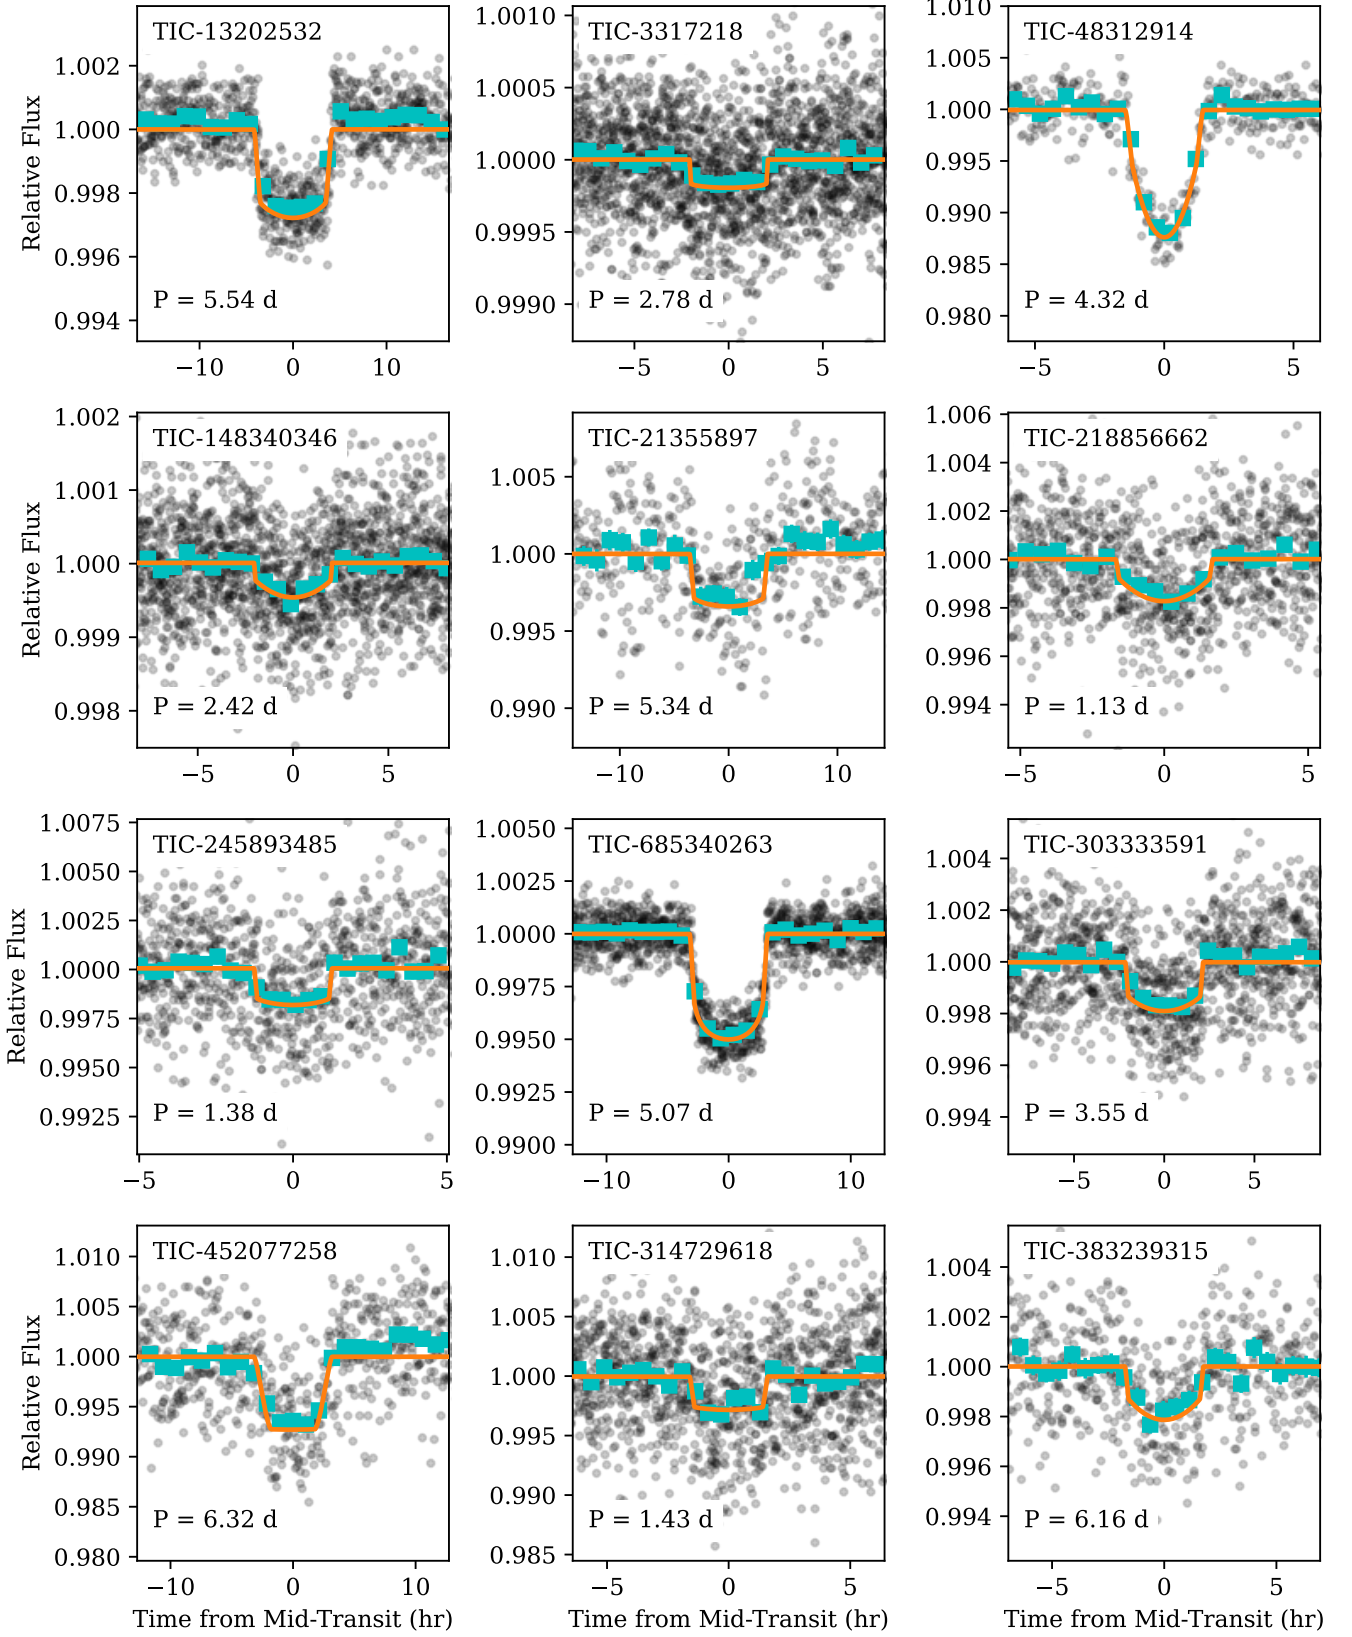 TIC-13202532
1.002
1.000
0.998
0.996
0.994
Relative Flux
P = 5.54 d
−10 0 10
TIC-3317218
1.0010
1.0005
1.0000
0.9995
0.9990
P = 2.78 d
−5 0 5
TIC-48312914
1.010
1.005
1.000
0.995
0.990
0.985
0.980
P = 4.32 d
−5 0 5
TIC-148340346
1.002
1.001
1.000
0.999
0.998
Relative Flux
P = 2.42 d
−5 0 5
TIC-21355897
1.005
1.000
0.995
0.990
P = 5.34 d
−10 0 10
TIC-218856662
1.006
1.004
1.002
1.000
0.998
0.996
0.994
P = 1.13 d
−5 0 5
TIC-245893485
1.0075
1.0050
1.0025
1.0000
0.9975
0.9950
0.9925
Relative Flux
P = 1.38 d
−5 0 5
TIC-685340263
1.0050
1.0025
1.0000
0.9975
0.9950
0.9925
0.9900
P = 5.07 d
−10 0 10
TIC-303333591
1.004
1.002
1.000
0.998
0.996
0.994
P = 3.55 d
−5 0 5
TIC-452077258
1.010
1.005
1.000
0.995
0.990
0.985
0.980
Relative Flux
P = 6.32 d
−10 0 10
Time from Mid-Transit (hr)
TIC-314729618
1.010
1.005
1.000
0.995
0.990
0.985
P = 1.43 d
−5 0 5
Time from Mid-Transit (hr)
TIC-383239315
1.004
1.002
1.000
0.998
0.996
0.994
P = 6.16 d
−5 0 5
Time from Mid-Transit (hr)